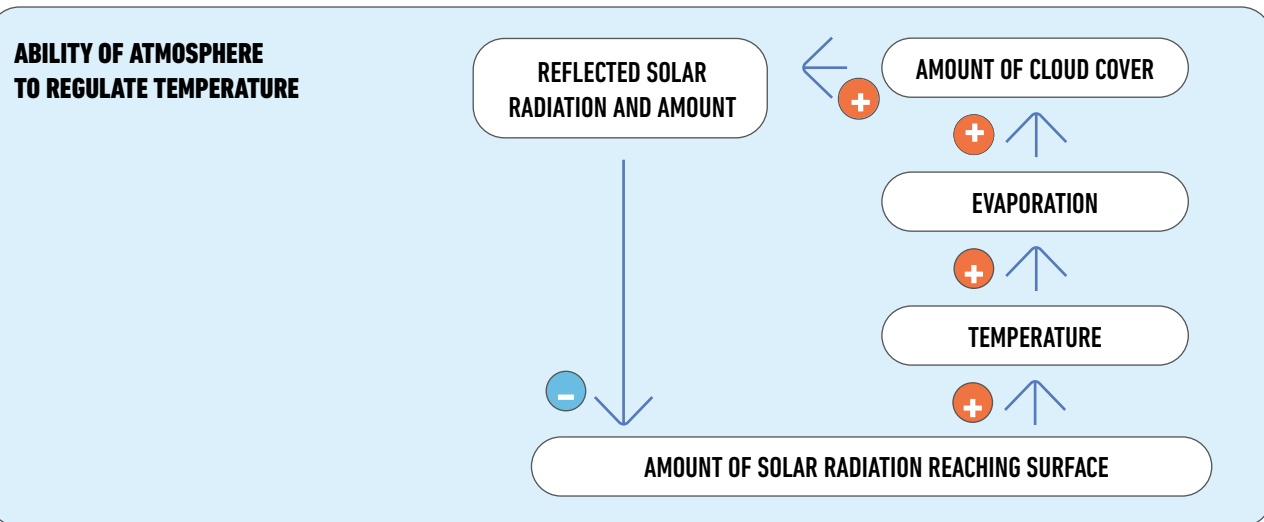 ABILITY OF ATMOSPHERE
TO REGULATE TEMPERATURE
REFLECTED SOLAR
RADIATION AND AMOUNT
+
AMOUNT OF CLOUD COVER
+
EVAPORATION
+
TEMPERATURE
–
+
AMOUNT OF SOLAR RADIATION REACHING SURFACE